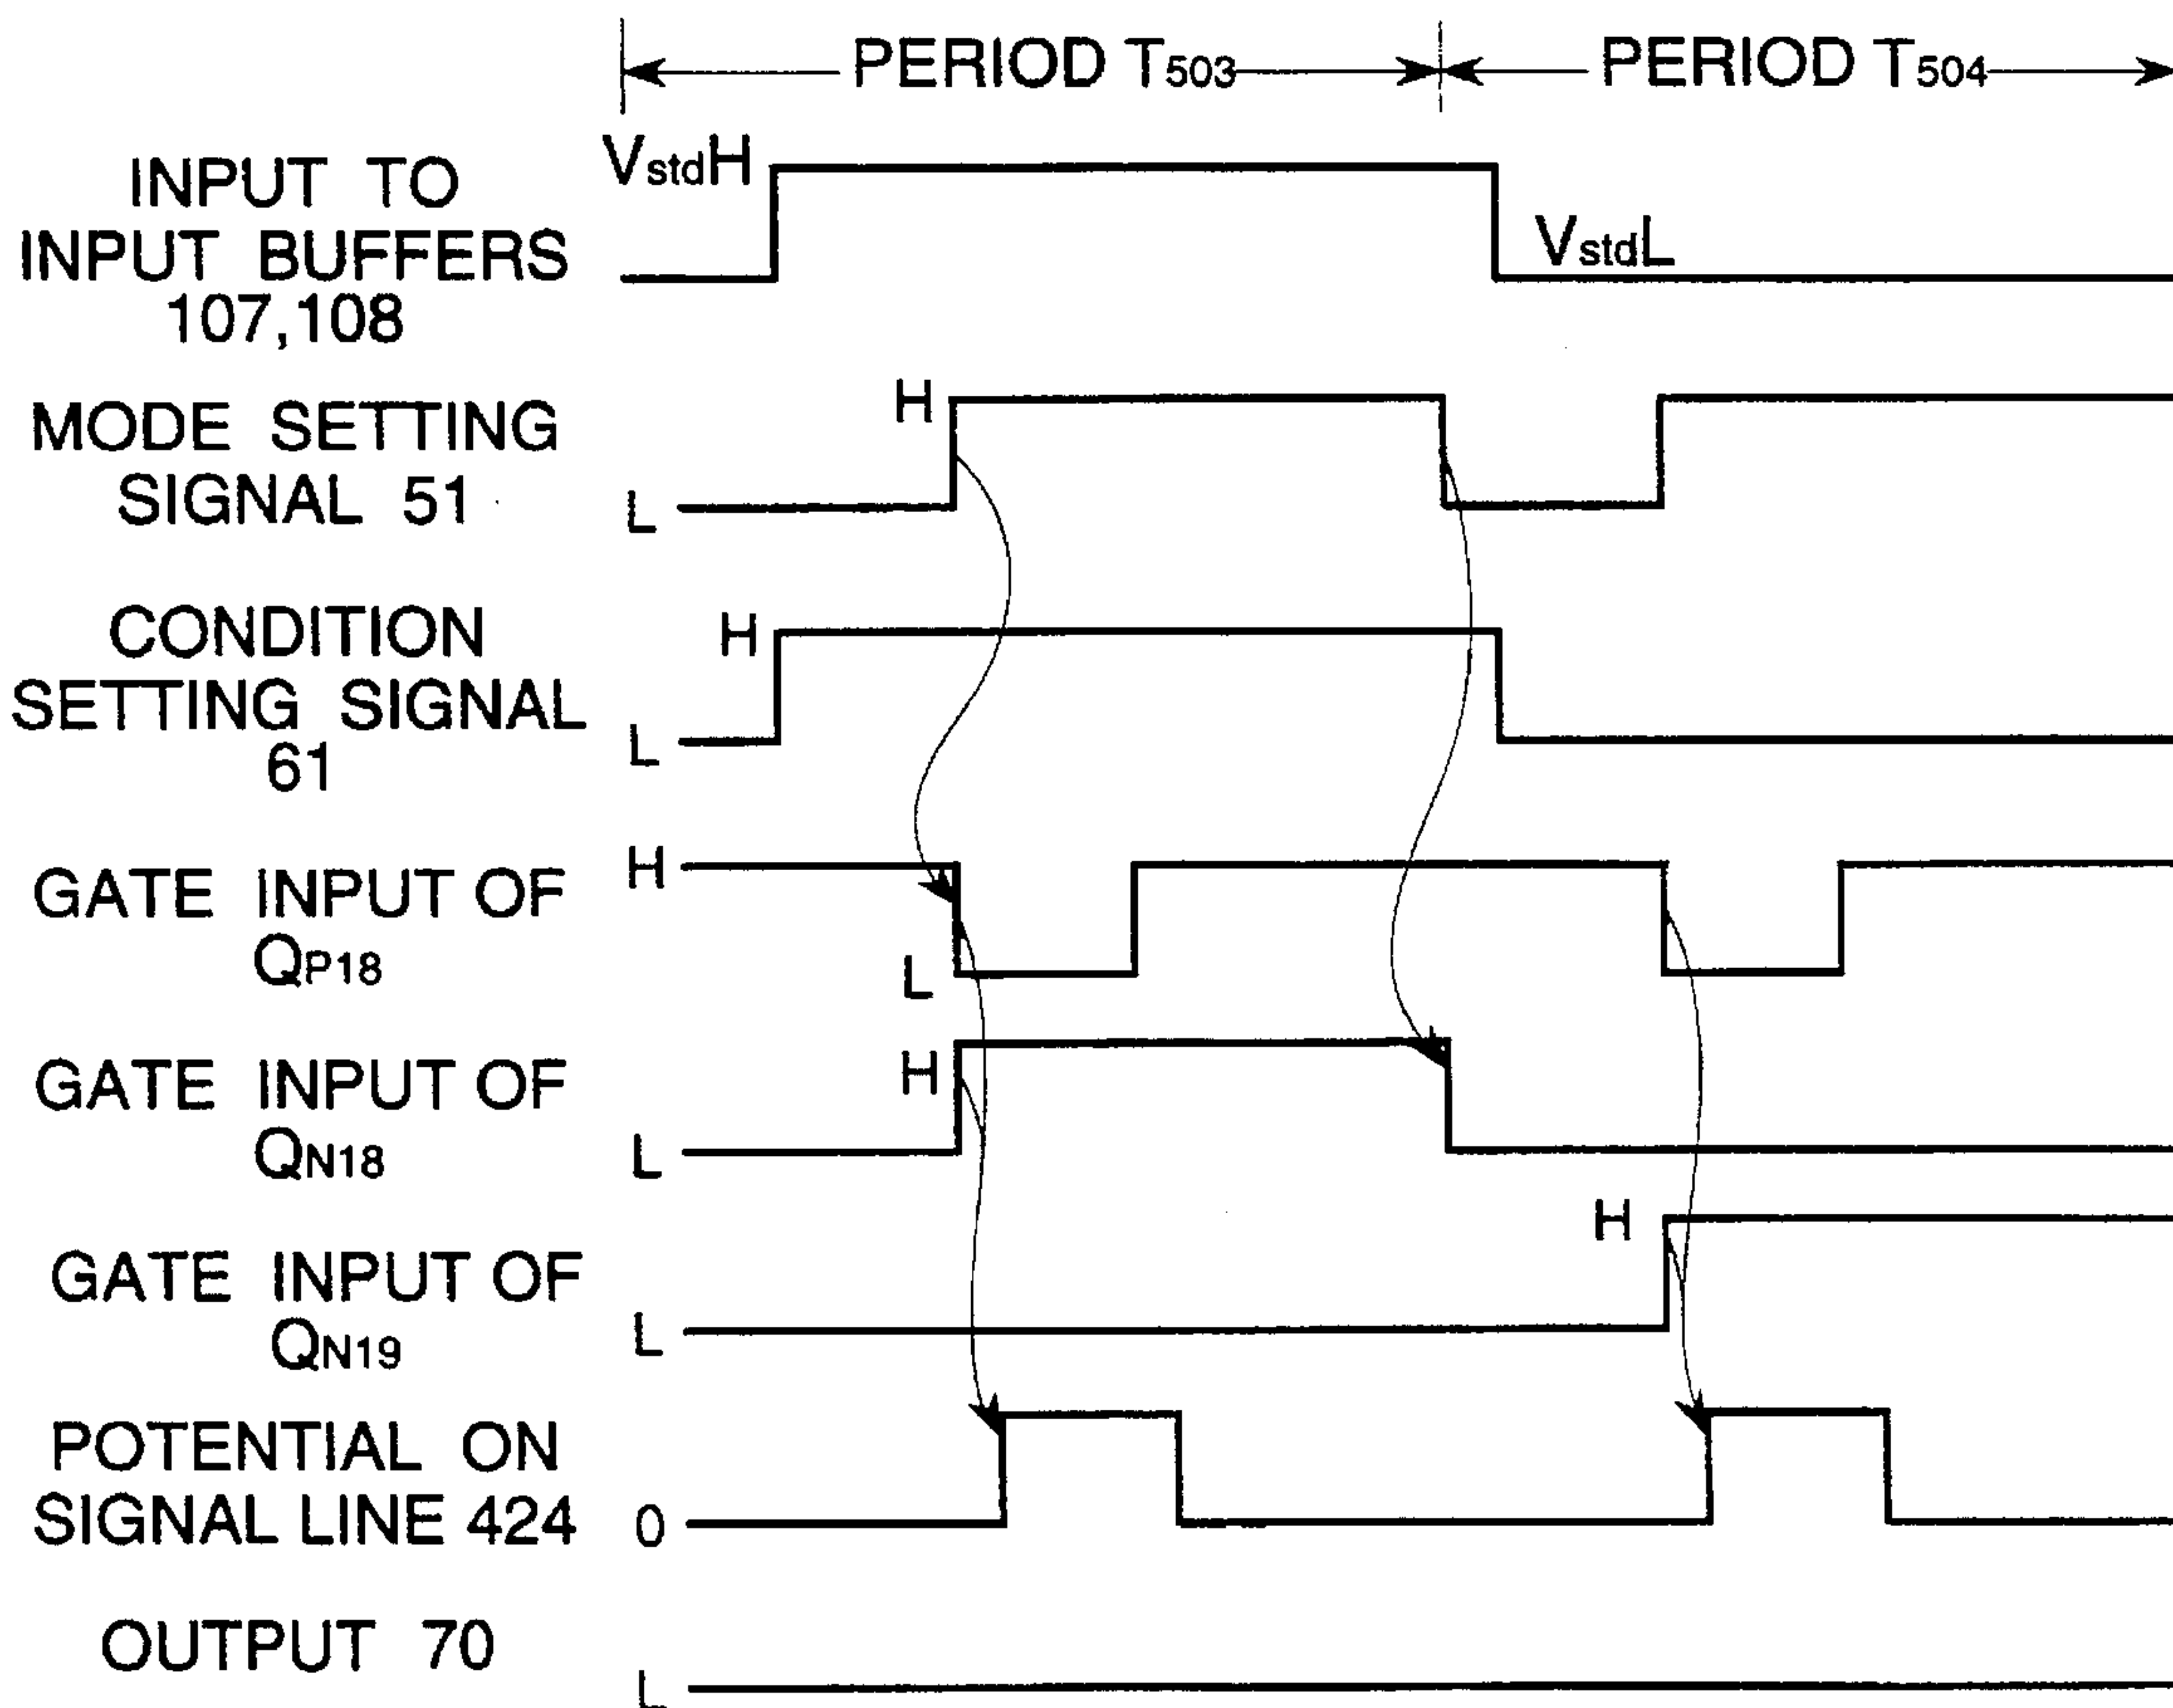 PERIOD T503 PERIOD T504
VstdH
INPUT TO
INPUT BUFFERS
107,108
VstdL
MODE SETTING
SIGNAL 51
H
L
CONDITION
SETTING SIGNAL
61
H
L
GATE INPUT OF
QP18
H
L
GATE INPUT OF
QN18
H
L
GATE INPUT OF
QN19
H
L
POTENTIAL ON
SIGNAL LINE 424
0
OUTPUT 70
L